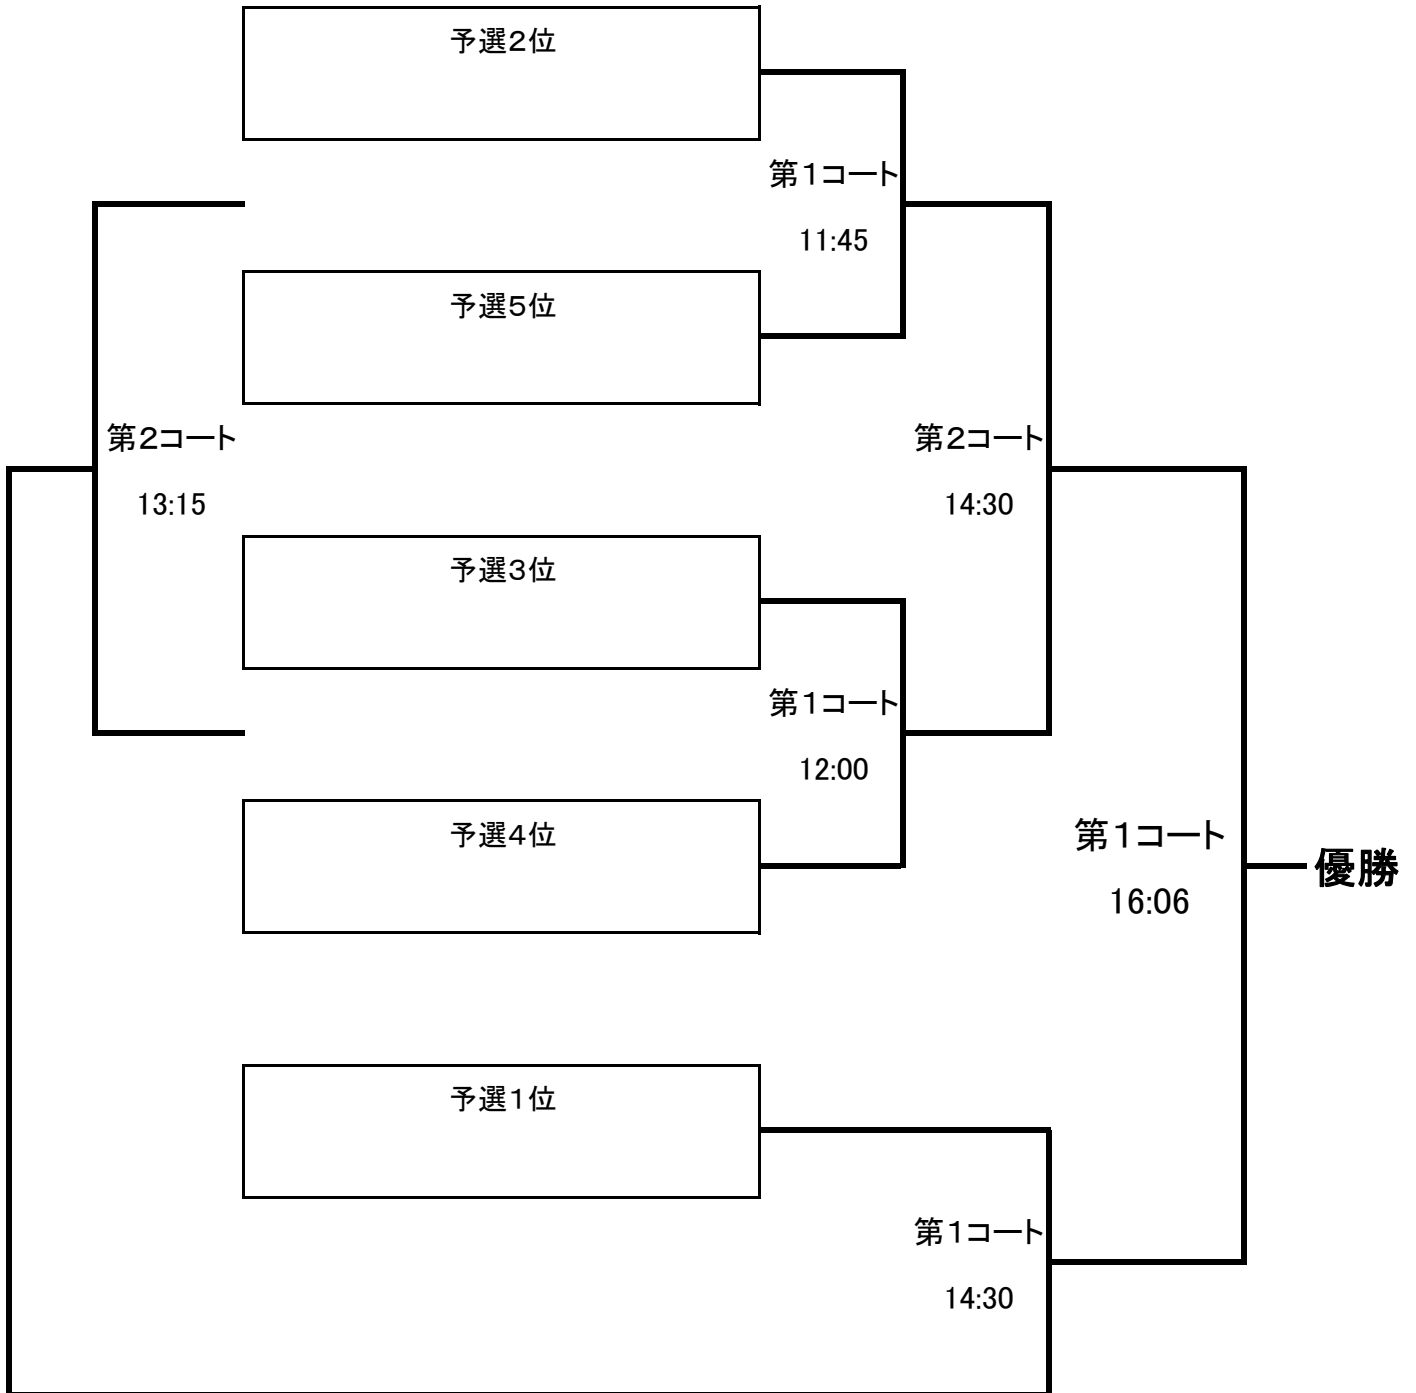 予選２位
第１コート
11:45
予選５位
第２コート
13:15
第２コート
14:30
予選３位
第１コート
12:00
予選４位
第１コート
16:06
優勝
予選１位
第１コート
14:30